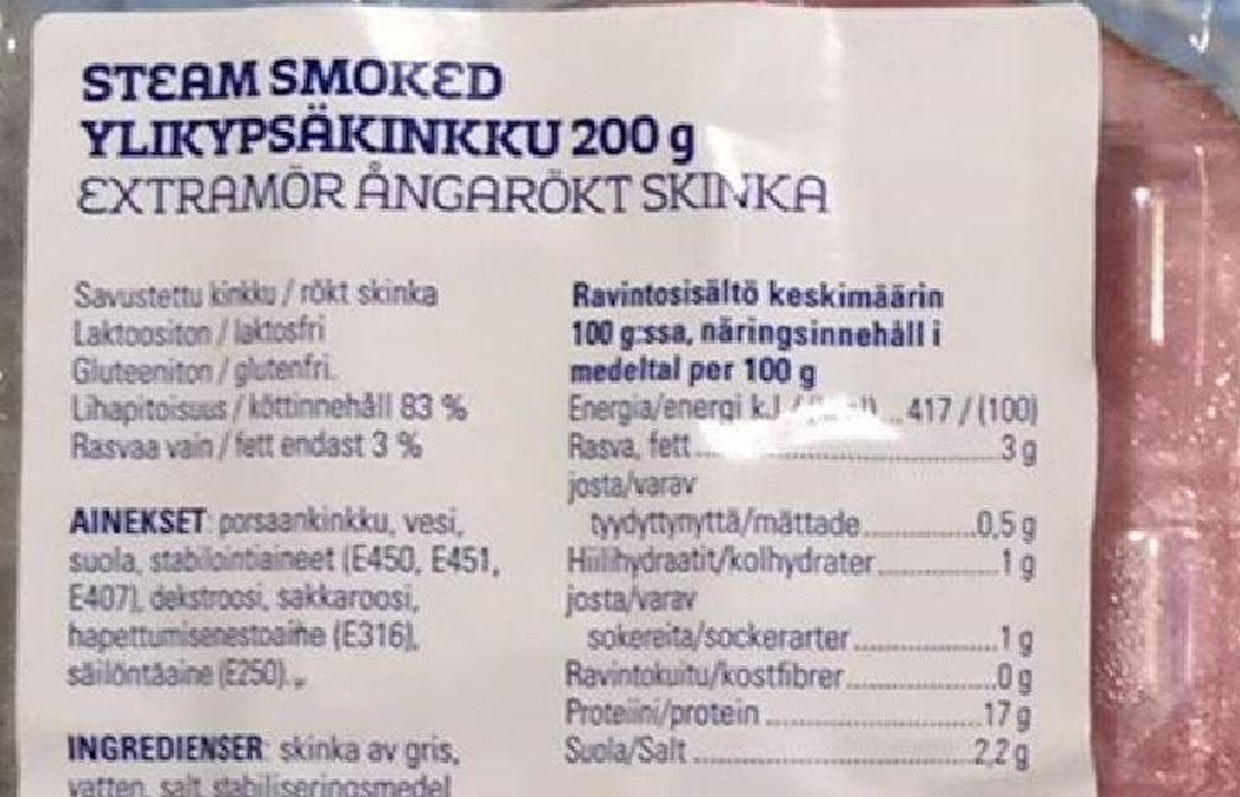 STEAM SMOKED
YLIKYPSÄKINKKU 200 g
EXTRAMÖR ÅNGARÖKT SKINKA
Savustettu kinkku / rökt skinka
Laktoositon / laktosfri
Gluteeniton / glutenfri.
Lihapitoisuus / köttinnehåll 83 %
Rasvaa vain / fett endast 3 %
AINEKSET: porsaankinkku, vesi,
suola, stabilointiaineet (E450, E451,
E407), dekstroosi, sakkaroosi,
hapettumisenestoaine (E316),
säilöntäaine (E250).
INGREDIENSER: skinka av gris,
vatten, salt, stabiliseringsmedel
Ravintosisältö keskimäärin
100 g:ssa, näringsinnehåll i
medeltal per 100 g
Energia/energi kJ 417 / (100)
Rasva, fett 3 g
josta/varav
tyydyttynyttä/mättade 0,5 g
Hiilihydraatit/kolhydrater 1 g
josta/varav
sokereita/sockerarter 1 g
Ravintokuitu/kostfibrer 0 g
Proteiini/protein 17 g
Suola/Salt 2,2 g